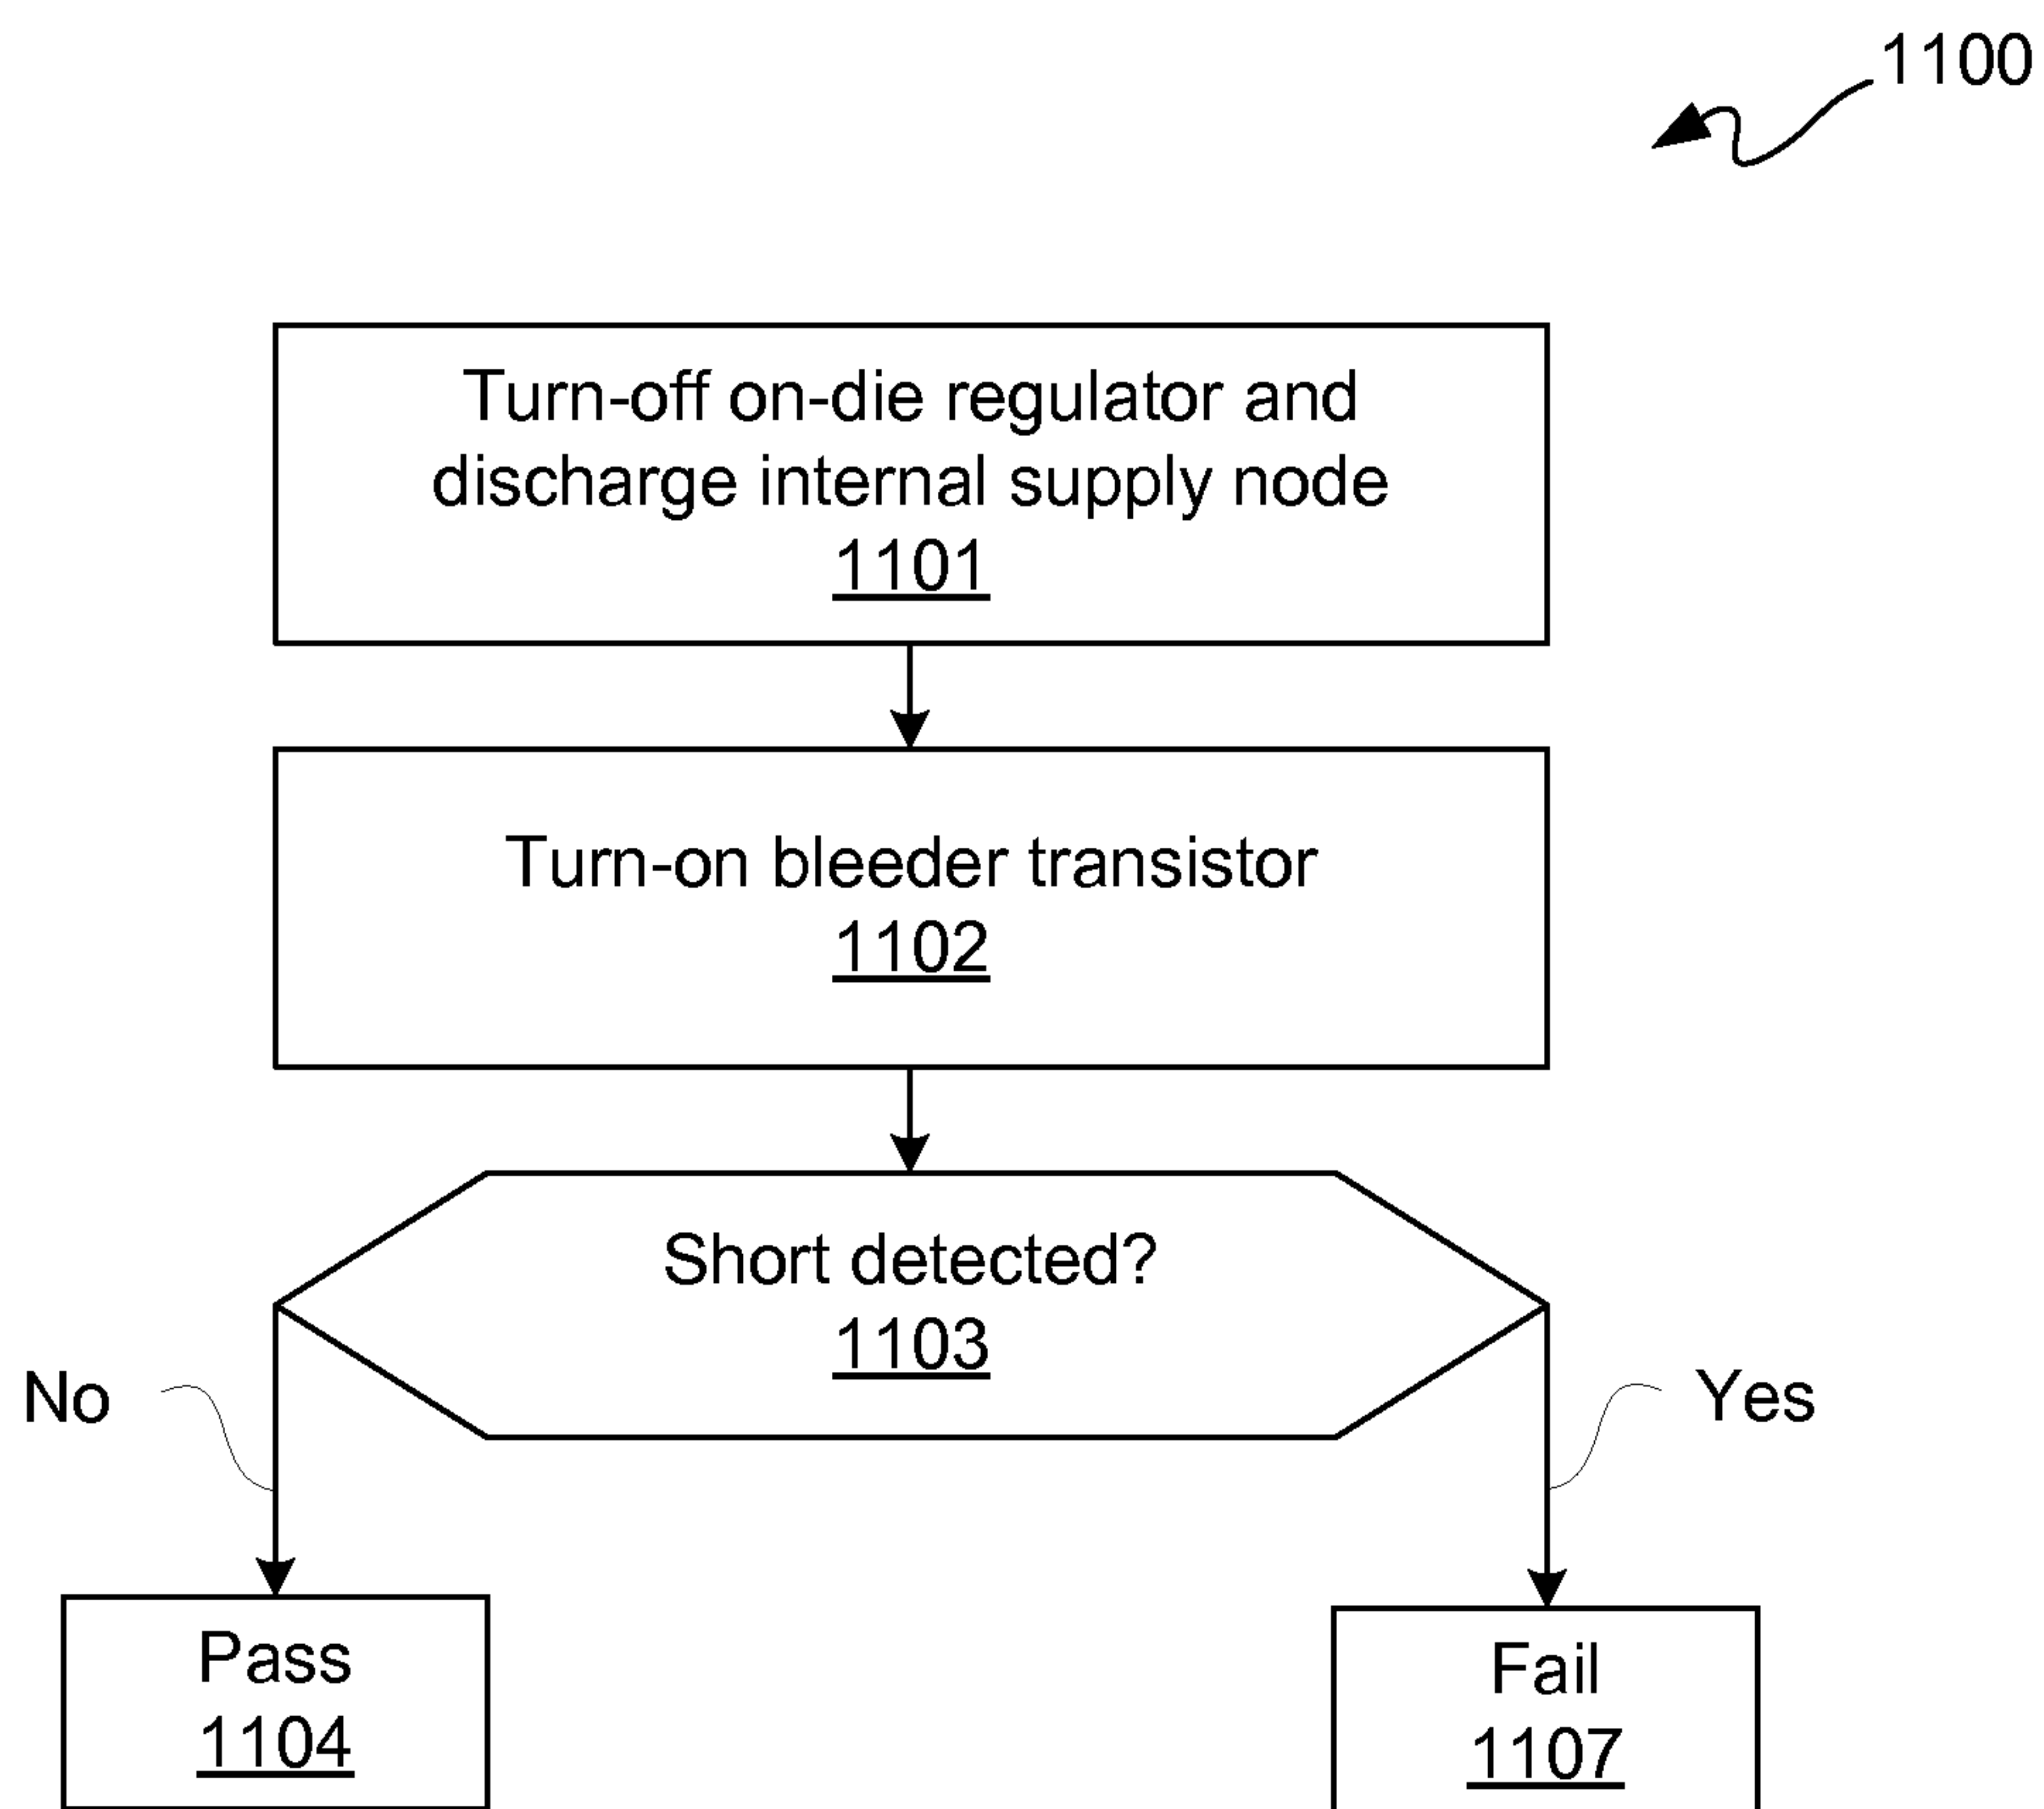 1100
Turn-off on-die regulator and
discharge internal supply node
1101
Turn-on bleeder transistor
1102
Short detected?
1103
No
Yes
Pass
1104
Fail
1107